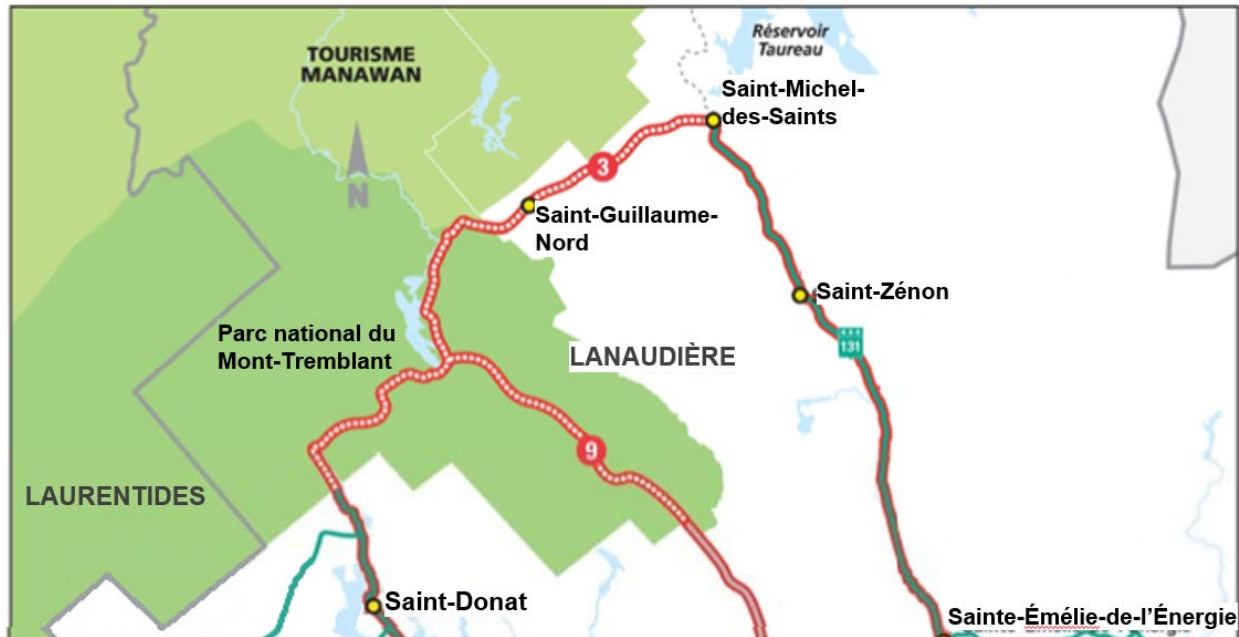 Réservoir
Taureau
TOURISME
MANAWAN
Saint-Michel-
des-Saints
3
N
Saint-Guillaume-
Nord
Saint-Zénon
131
Parc national du
Mont-Tremblant
LANAUDIÈRE
9
LAURENTIDES
Saint-Donat
Sainte-Émélie-de-l'Énergie